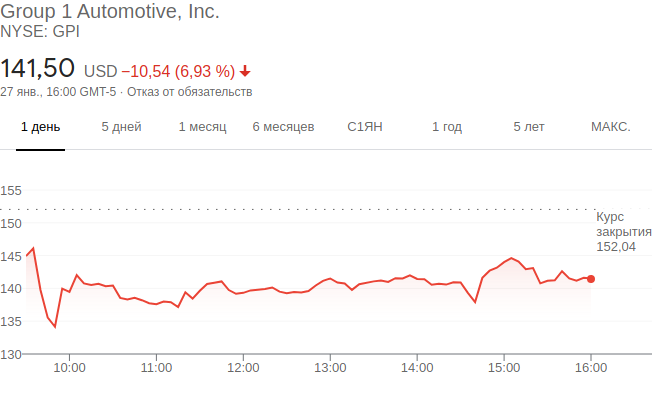 Group 1 Automotive, Inc.
NYSE: GPI
141,50 USD −10,54 (6,93 %)
27 янв., 16:00 GMT-5 · Отказ от обязательств
1 день 5 дней 1 месяц 6 месяцев С1ЯН 1 год 5 лет МАКС.
155
150
145
140
135
130
Курс
закрытия
152,04
10:00 11:00 12:00 13:00 14:00 15:00 16:00